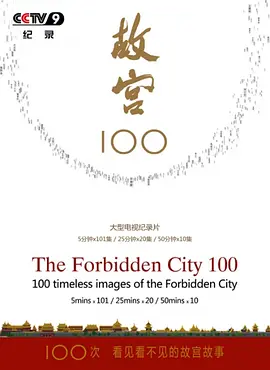 CCTV 9
纪录
故宫
100
大型电视纪录片
5分钟x101集 / 25分钟x20集 / 50分钟x10集
The Forbidden City 100
100 timeless images of the Forbidden City
5mins x 101 / 25mins x 20 / 50mins x 10
100次 看见看不见的故宫故事